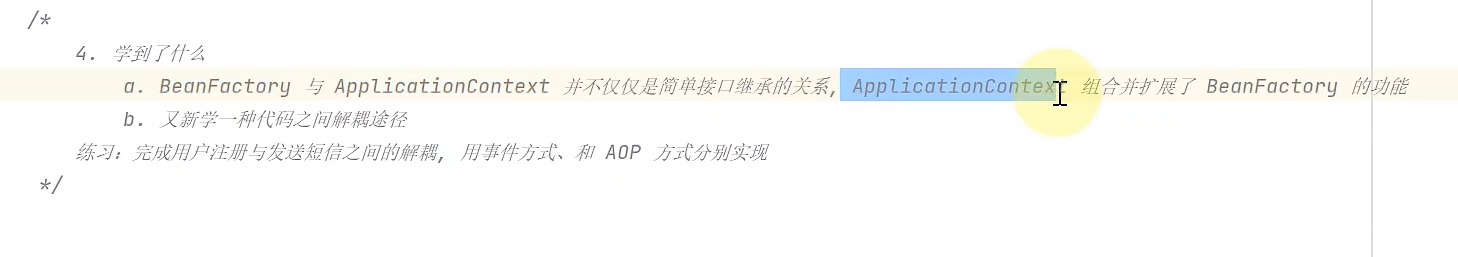 /*
4. 学到了什么
a. BeanFactory 与 ApplicationContext 并不仅仅是简单接口继承的关系, ApplicationContext 组合并扩展了 BeanFactory 的功能
b. 又新学一种代码之间解耦途径
练习：完成用户注册与发送短信之间的解耦, 用事件方式、和 AOP 方式分别实现
*/